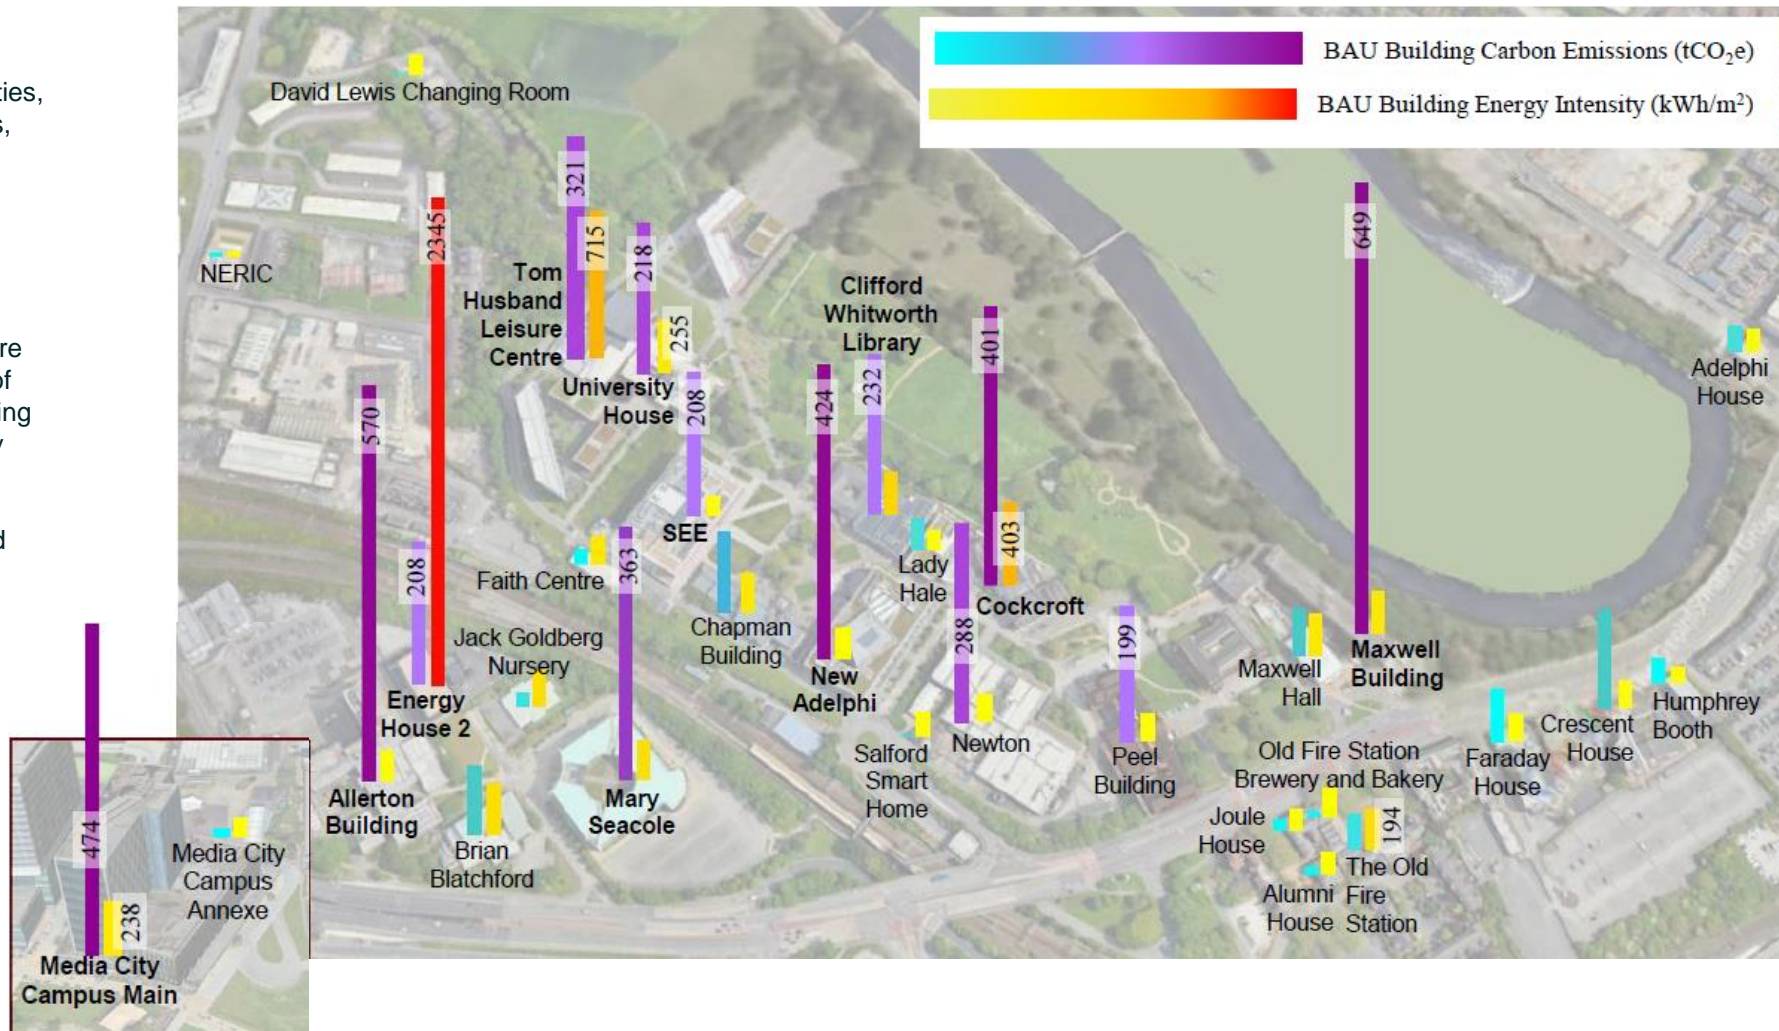 ties,
s,
re
of
ing
y
d
BAU Building Carbon Emissions (tCO₂e)
BAU Building Energy Intensity (kWh/m²)
David Lewis Changing Room
NERIC
2345
321
715
Tom
Husband
Leisure
Centre
218
255
University
House
208
SEE
Clifford
Whitworth
Library
232
424
401
403
Cockcroft
649
Adelphi
House
570
208
Energy
House 2
Faith Centre
363
Jack Goldberg
Nursery
Chapman
Building
New
Adelphi
Lady
Hale
288
Newton
199
Peel
Building
Maxwell
Hall
Maxwell
Building
Humphrey
Booth
Crescent
House
Faraday
House
Salford
Smart
Home
Old Fire Station
Brewery and Bakery
Joule
House
194
Alumni
House
The Old
Fire
Station
Allerton
Building
Mary
Seacole
Brian
Blatchford
474
238
Media City
Campus
Annexe
Media City
Campus Main